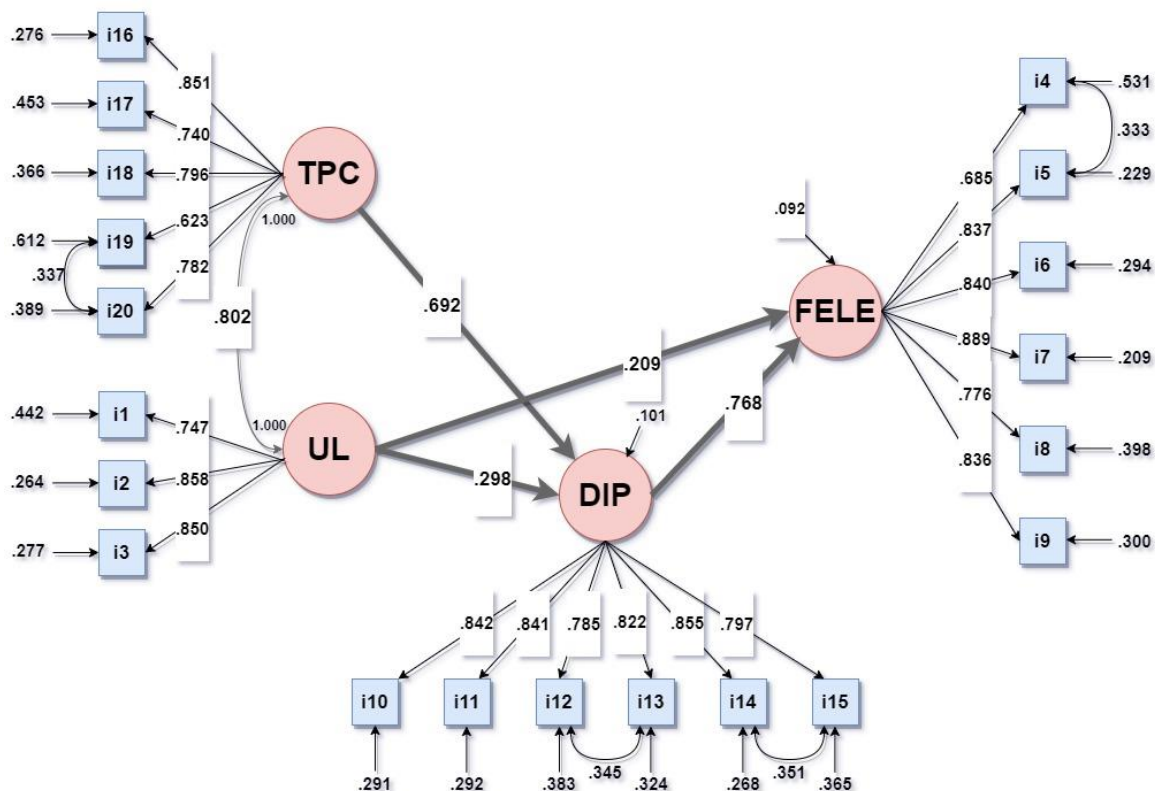 .276
i16
.851
.453
i17
.740
.366
i18
.796
.612
i19
.623
.337
.389
i20
.782
TPC
1.000
.802
1.000
UL
.442
i1
.747
.264
i2
.858
.277
i3
.850
.692
.209
.298
.101
DIP
.768
.092
FELE
i4
.531
.333
.685
i5
.229
.837
i6
.294
.840
i7
.209
.889
i8
.398
.776
i9
.300
.836
.842
.841
.785
.822
.855
.797
i10
i11
i12
i13
i14
i15
.291
.292
.383
.345
.324
.268
.351
.365